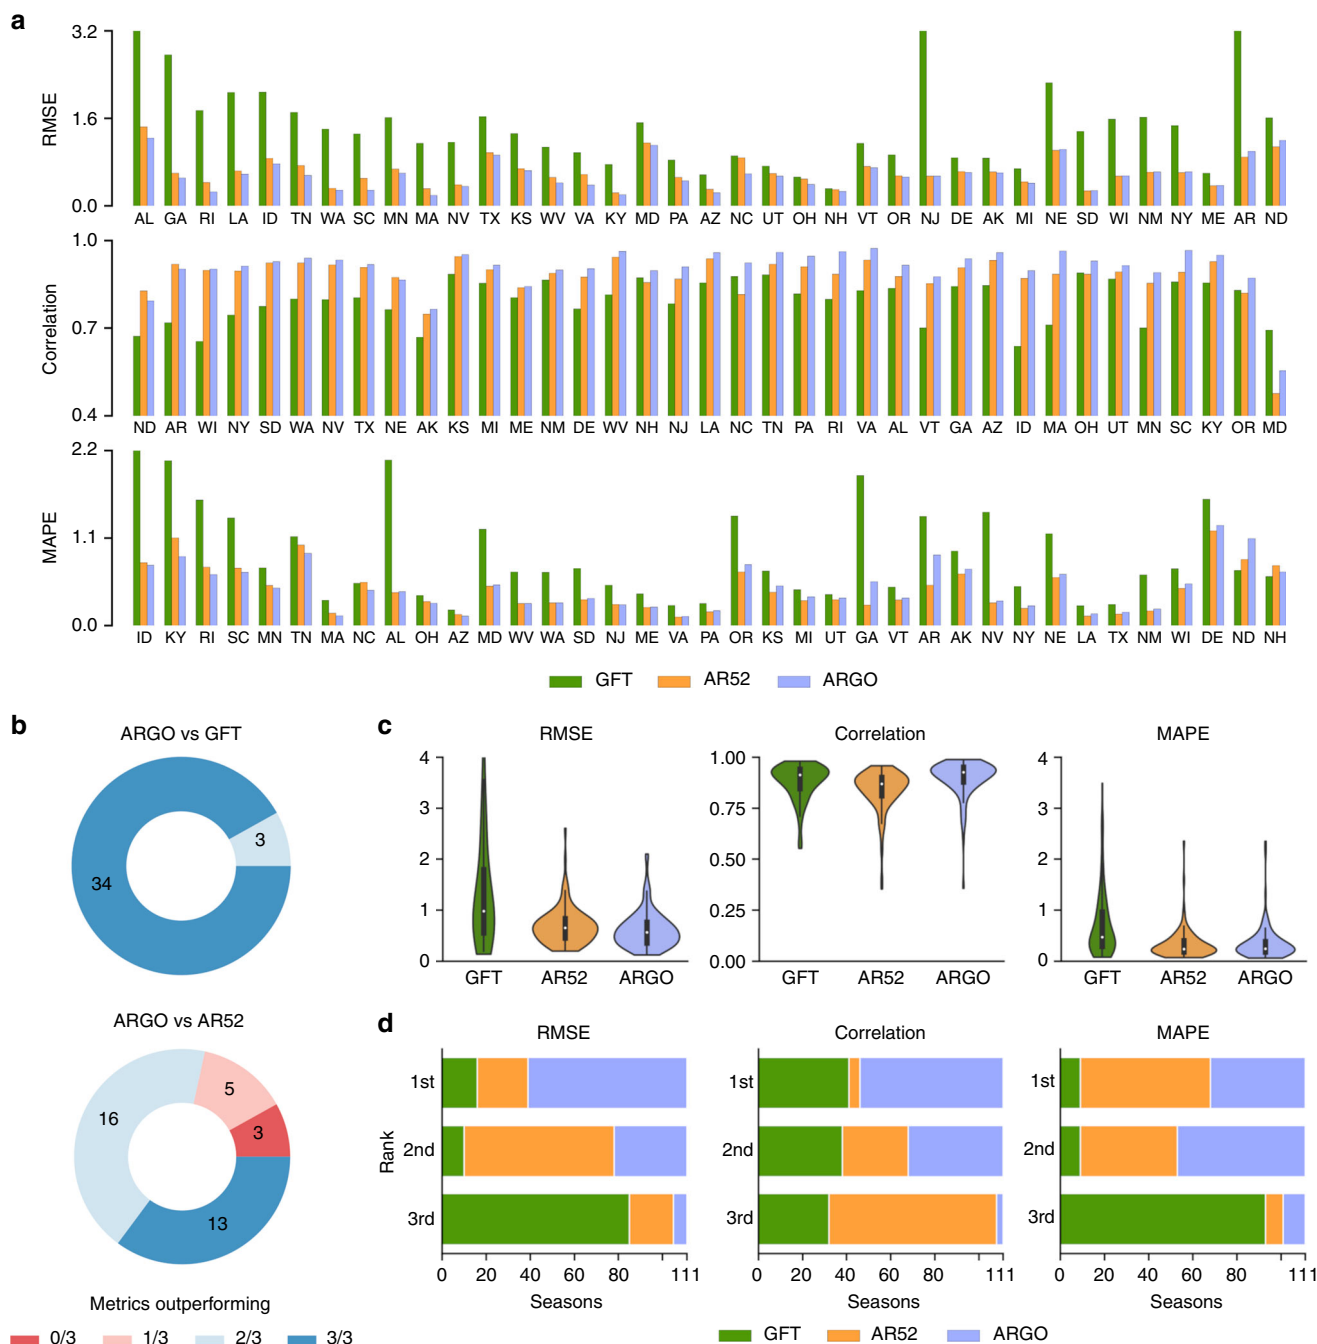 a
3.2
1.6
0.0
RMSE
AL GA RI LA ID TN WA SC MN MA NV TX KS WV VA KY MD PA AZ NC UT OH NH VT OR NJ DE AK MI NE SD WI NM NY ME AR ND
1.0
0.7
0.4
Correlation
ND AR WI NY SD WA NV TX NE AK KS MI ME NM DE WV NH NJ LA NC TN PA RI VA AL VT GA AZ ID MA OH UT MN SC KY OR MD
2.2
1.1
0.0
MAPE
ID KY RI SC MN TN MA NC AL OH AZ MD WV WA SD NJ ME VA PA OR KS MI UT GA VT AR AK NV NY NE LA TX NM WI DE ND NH
GFT AR52 ARGO
b
ARGO vs GFT
3
34
ARGO vs AR52
5
3
16
13
Metrics outperforming
0/3 1/3 2/3 3/3
c
RMSE
4
3
2
1
0
GFT AR52 ARGO
Correlation
1.00
0.75
0.50
0.25
0.00
GFT AR52 ARGO
MAPE
4
3
2
1
0
GFT AR52 ARGO
d
Rank
RMSE
1st
2nd
3rd
0 20 40 60 80 111
Seasons
Correlation
1st
2nd
3rd
0 20 40 60 80 111
Seasons
MAPE
1st
2nd
3rd
0 20 40 60 80 111
Seasons
GFT AR52 ARGO